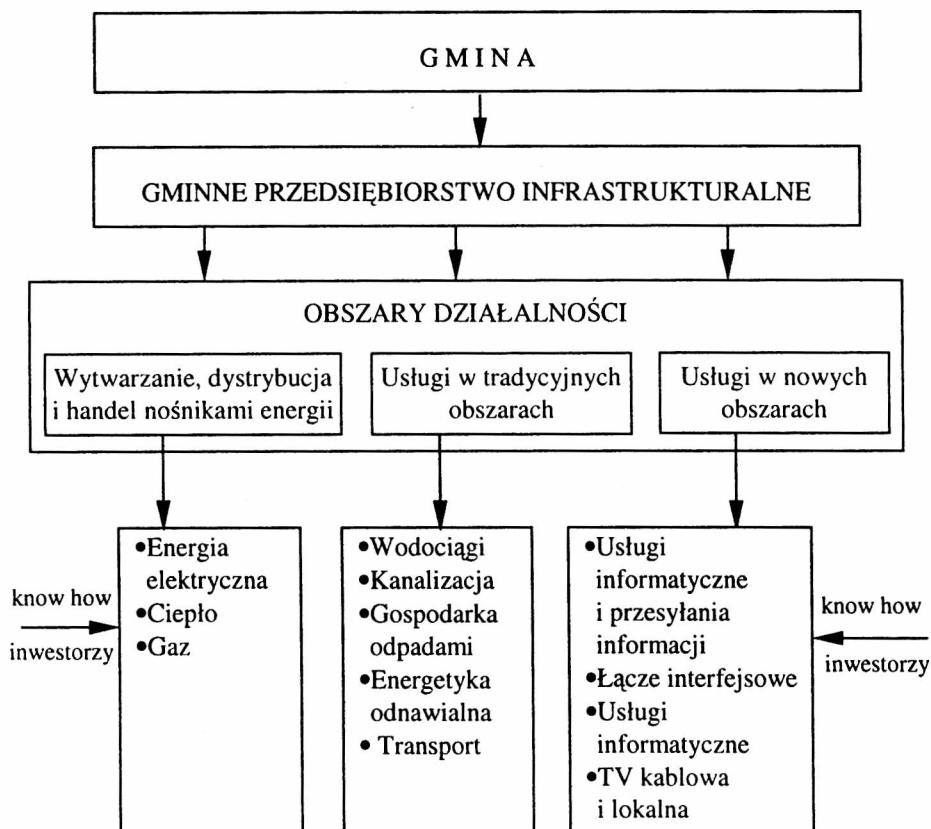 GMINA
GMINNE PRZEDSIĘBIORSTWO INFRASTRUKTURALNE
OBSZARY DZIAŁALNOŚCI
Wytwarzanie, dystrybucja
i handel nośnikami energii
Usługi w tradycyjnych
obszarach
Usługi w nowych
obszarach
know how
inwestorzy
•Energia
elektryczna
•Ciepło
•Gaz
•Wodociągi
•Kanalizacja
•Gospodarka
odpadami
•Energetyka
odnawialna
• Transport
•Usługi
informatyczne
i przesyłania
informacji
•Łącze interfejsowe
•Usługi
informatyczne
•TV kablowa
i lokalna
know how
inwestorzy